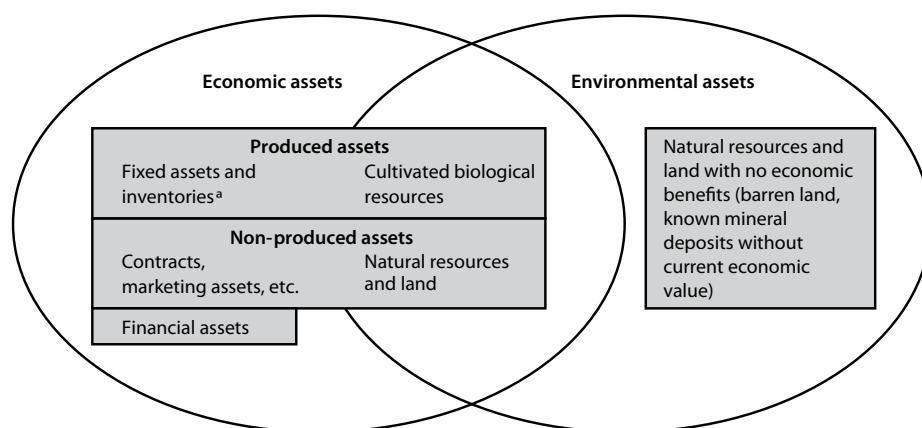 Economic assets
Environmental assets
Produced assets
Fixed assets and
inventoriesᵃ
Cultivated biological
resources
Non-produced assets
Contracts,
marketing assets, etc.
Natural resources
and land
Financial assets
Natural resources and
land with no economic
benefits (barren land,
known mineral
deposits without
current economic
value)